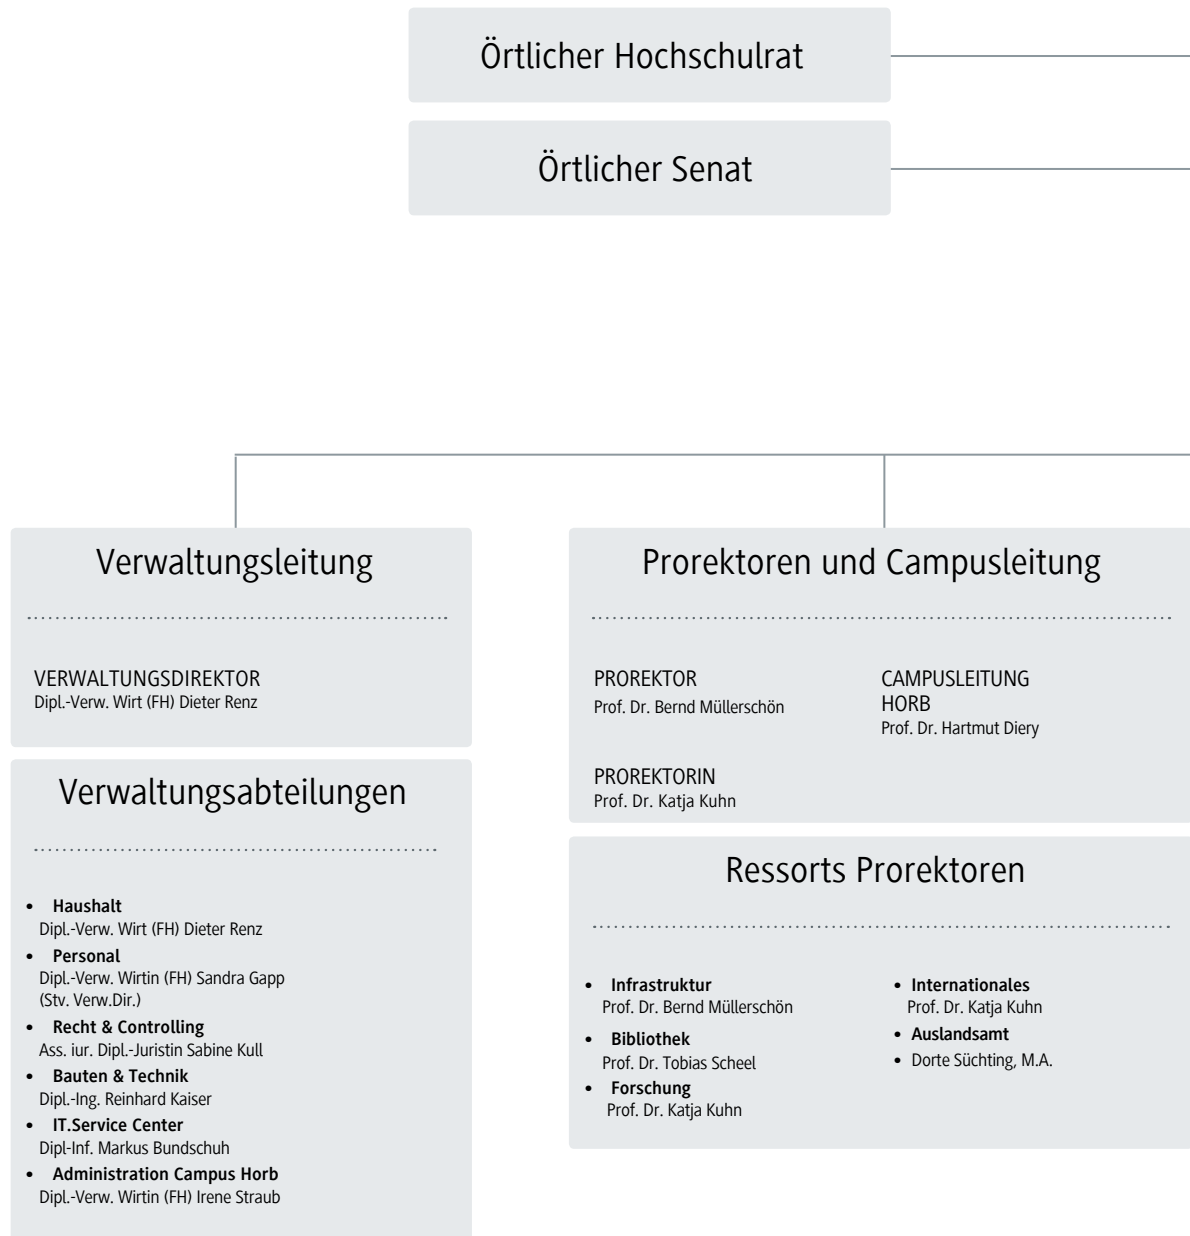 Örtlicher Hochschulrat
Örtlicher Senat
Verwaltungsleitung
VERWALTUNGSDIREKTOR
Dipl.-Verw. Wirt (FH) Dieter Renz
Verwaltungsabteilungen
• Haushalt
Dipl.-Verw. Wirt (FH) Dieter Renz
• Personal
Dipl.-Verw. Wirtin (FH) Sandra Gapp
(Stv. Verw.Dir.)
• Recht & Controlling
Ass. iur. Dipl.-Juristin Sabine Kull
• Bauten & Technik
Dipl.-Ing. Reinhard Kaiser
• IT.Service Center
Dipl-Inf. Markus Bundschuh
• Administration Campus Horb
Dipl.-Verw. Wirtin (FH) Irene Straub
Prorektoren und Campusleitung
PROREKTOR
Prof. Dr. Bernd Müllerschön
PROREKTORIN
Prof. Dr. Katja Kuhn
CAMPUSLEITUNG
HORB
Prof. Dr. Hartmut Diery
Ressorts Prorektoren
• Infrastruktur
Prof. Dr. Bernd Müllerschön
• Bibliothek
Prof. Dr. Tobias Scheel
• Forschung
Prof. Dr. Katja Kuhn
• Internationales
Prof. Dr. Katja Kuhn
• Auslandsamt
• Dorte Süchting, M.A.